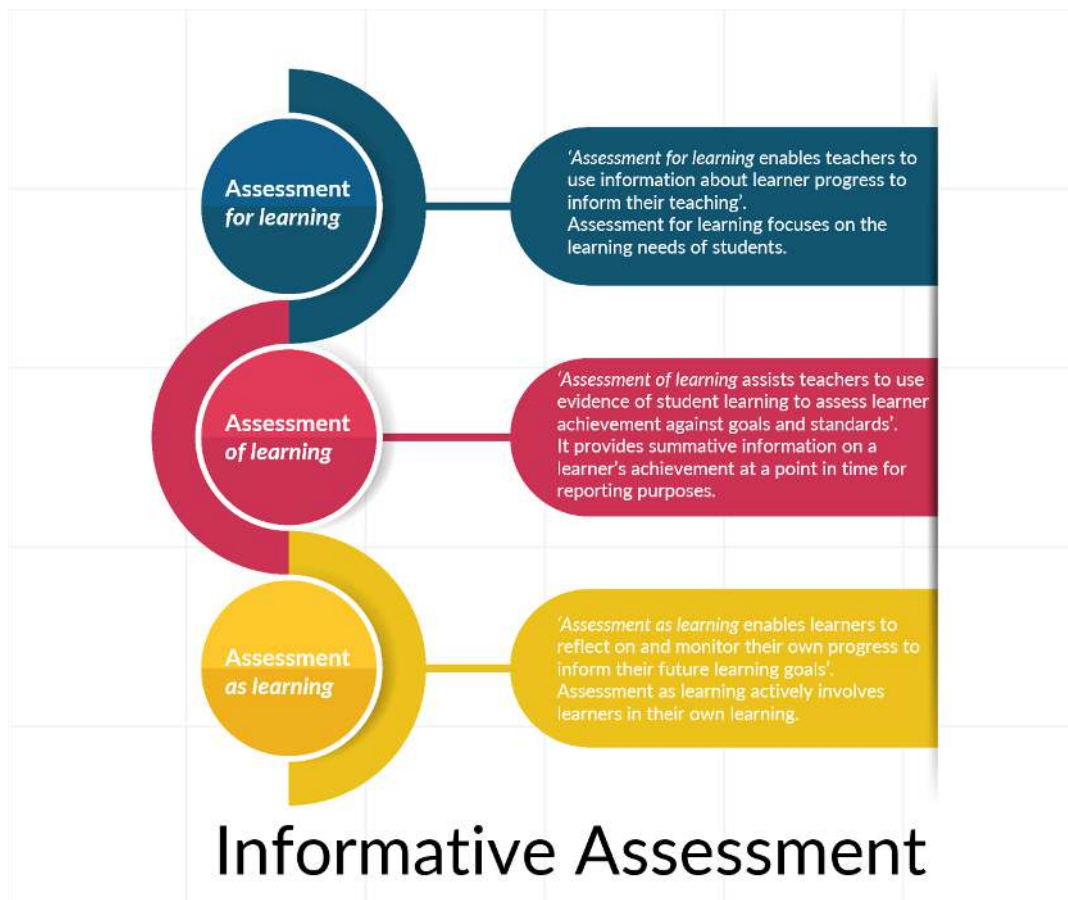 Assessment
for learning
‘Assessment for learning enables teachers to
use information about learner progress to
inform their teaching’.
Assessment for learning focuses on the
learning needs of students.
Assessment
of learning
‘Assessment of learning assists teachers to use
evidence of student learning to assess learner
achievement against goals and standards’.
It provides summative information on a
learner’s achievement at a point in time for
reporting purposes.
Assessment
as learning
‘Assessment as learning enables learners to
reflect on and monitor their own progress to
inform their future learning goals’.
Assessment as learning actively involves
learners in their own learning.
Informative Assessment